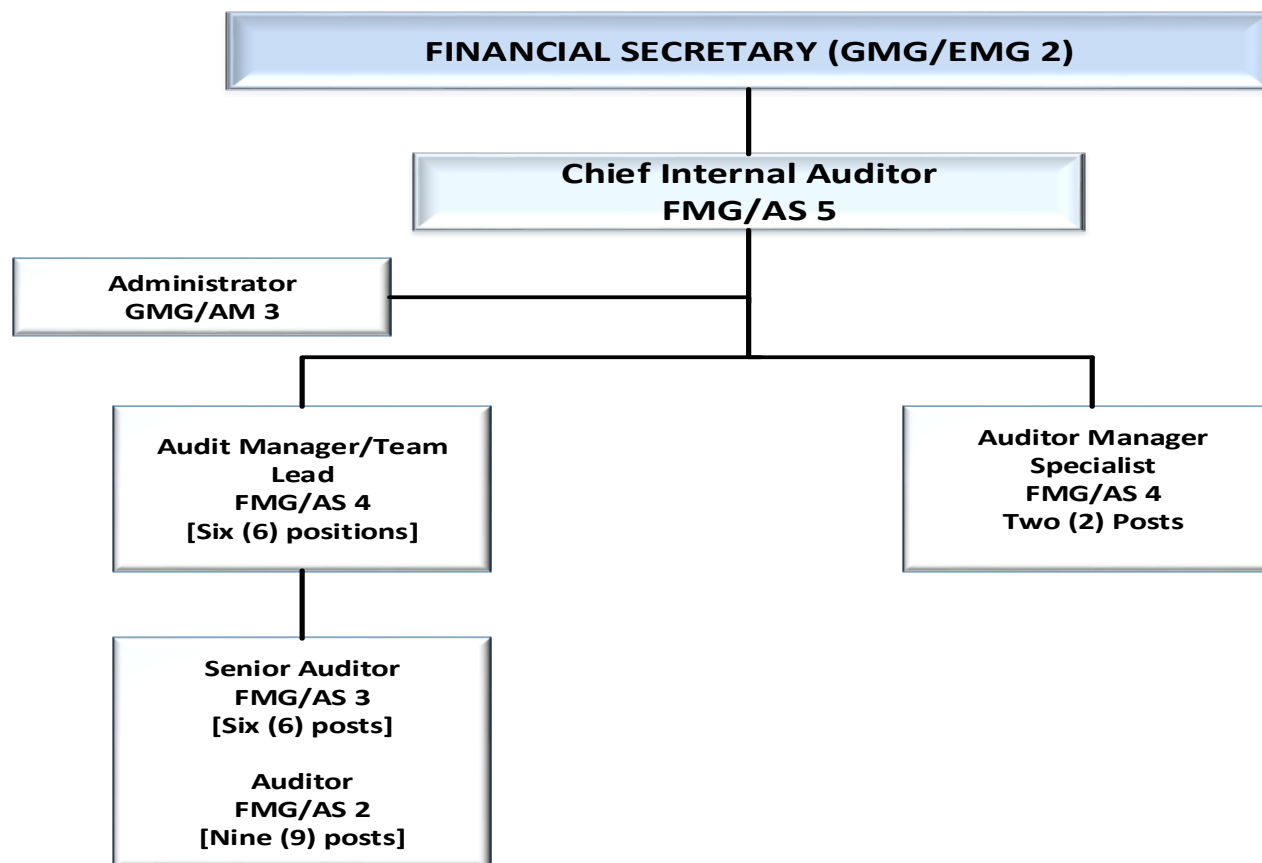 FINANCIAL SECRETARY (GMG/EMG 2)
Chief Internal Auditor
FMG/AS 5
Administrator
GMG/AM 3
Audit Manager/Team
Lead
FMG/AS 4
[Six (6) positions]
Auditor Manager
Specialist
FMG/AS 4
Two (2) Posts
Senior Auditor
FMG/AS 3
[Six (6) posts]
Auditor
FMG/AS 2
[Nine (9) posts]